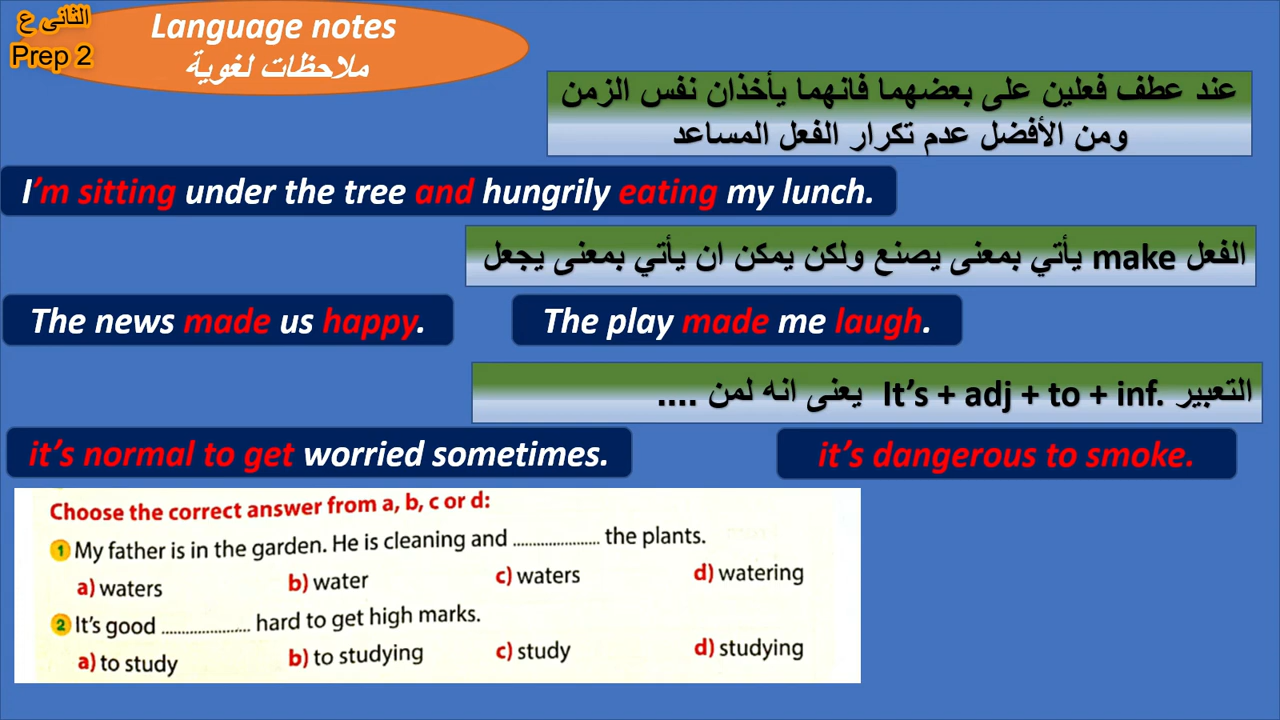 الثانى ع
Prep 2
Language notes
ملاحظات لغوية
عند عطف فعلين على بعضهما فانهما يأخذان نفس الزمن
ومن الأفضل عدم تكرار الفعل المساعد
I'm sitting under the tree and hungrily eating my lunch.
الفعل make يأتي بمعنى يصنع ولكن يمكن ان يأتي بمعنى يجعل
The news made us happy.
The play made me laugh.
التعبير It's + adj + to + inf. يعنى انه لمن ....
it's normal to get worried sometimes.
it's dangerous to smoke.
Choose the correct answer from a, b, c or d:
1 My father is in the garden. He is cleaning and ..................... the plants.
a) waters b) water c) waters d) watering
2 It's good ..................... hard to get high marks.
a) to study b) to studying c) study d) studying